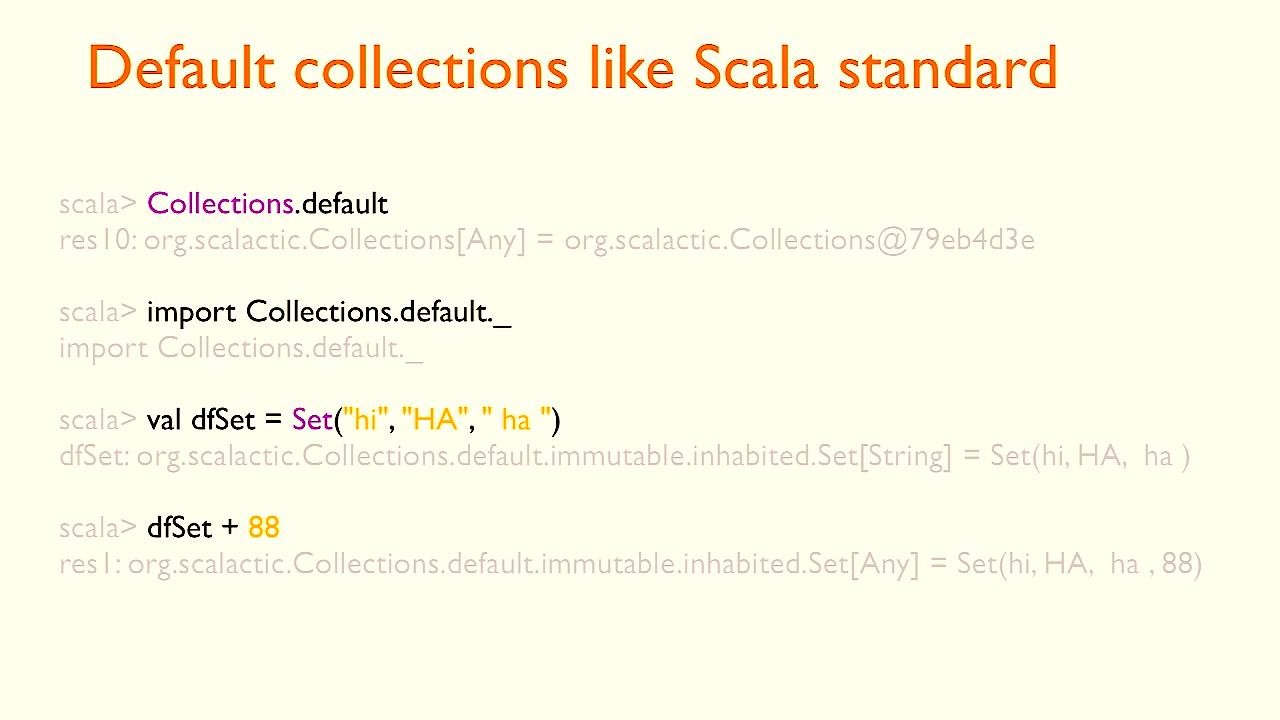 Default collections like Scala standard
scala> Collections.default
res10: org.scalactic.Collections[Any] = org.scalactic.Collections@79eb4d3e
scala> import Collections.default._
import Collections.default._
scala> val dfSet = Set("hi", "HA", " ha ")
dfSet: org.scalactic.Collections.default.immutable.inhabited.Set[String] = Set(hi, HA,  ha )
scala> dfSet + 88
res1: org.scalactic.Collections.default.immutable.inhabited.Set[Any] = Set(hi, HA,  ha , 88)